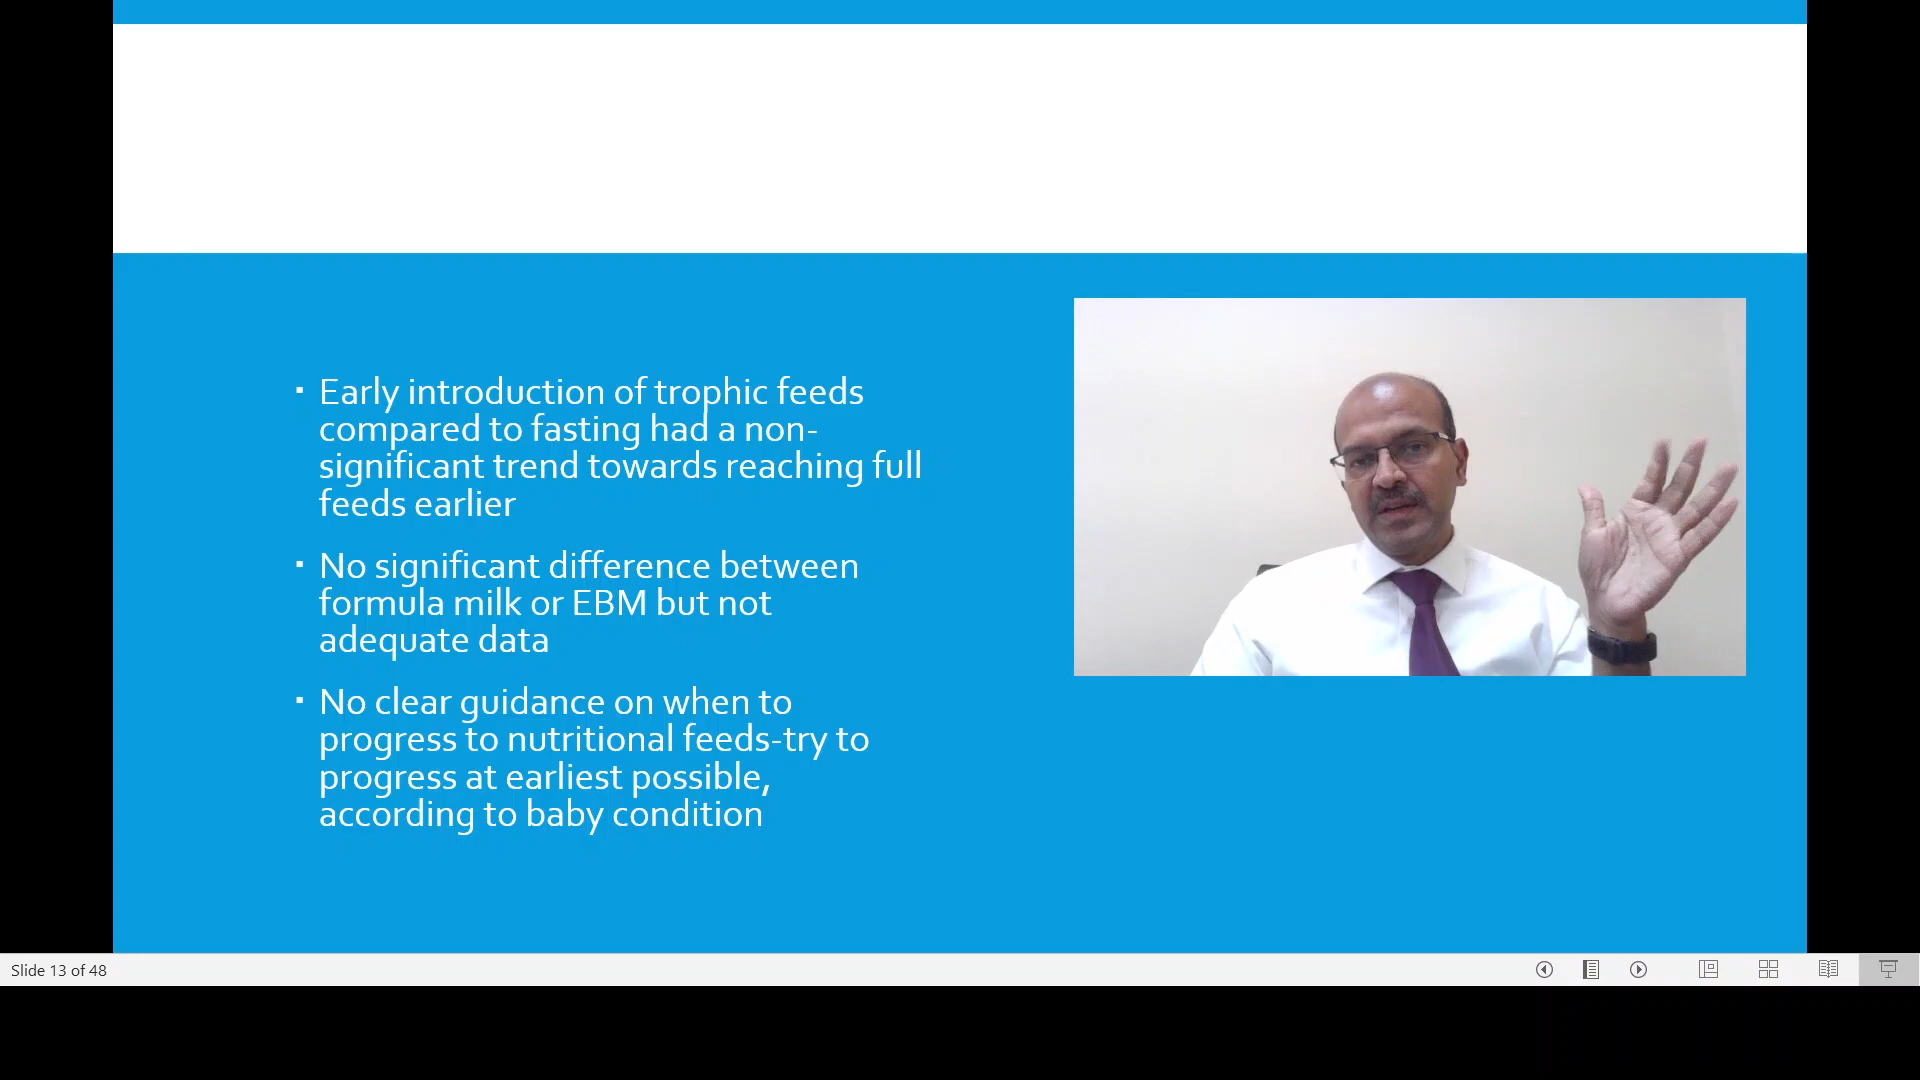 ▪ Early introduction of trophic feeds
compared to fasting had a non-
significant trend towards reaching full
feeds earlier
▪ No significant difference between
formula milk or EBM but not
adequate data
▪ No clear guidance on when to
progress to nutritional feeds-try to
progress at earliest possible,
according to baby condition
Slide 13 of 48